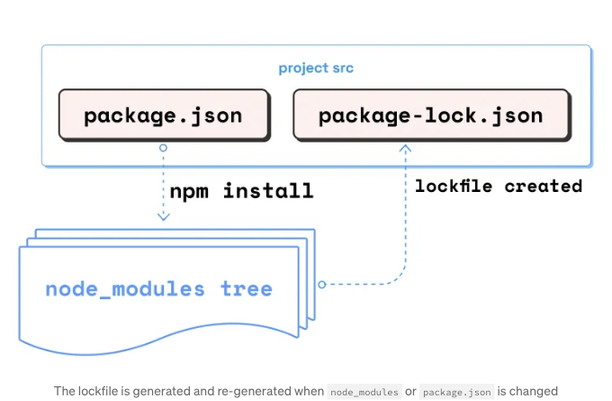 project src
package.json
package-lock.json
npm install
lockfile created
node_modules tree
The lockfile is generated and re-generated when node_modules or package.json is changed